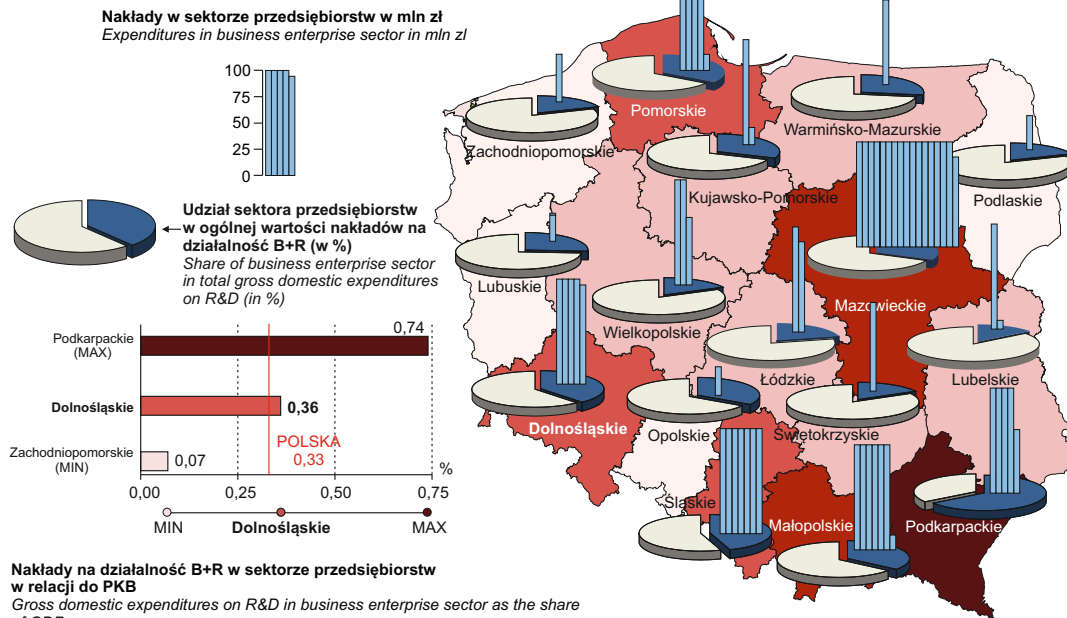 Nakłady w sektorze przedsiębiorstw w mln zł
Expenditures in business enterprise sector in mln zl
100
75
50
25
0
Udział sektora przedsiębiorstw
w ogólnej wartości nakładów na
działalność B+R (w %)
Share of business enterprise sector
in total gross domestic expenditures
on R&D (in %)
Podkarpackie
(MAX)
0,74
Dolnośląskie
0,36
Zachodniopomorskie
(MIN)
0,07
POLSKA
0,33
%
0,00
0,25
0,50
0,75
MIN
Dolnośląskie
MAX
Nakłady na działalność B+R w sektorze przedsiębiorstw
w relacji do PKB
Gross domestic expenditures on R&D in business enterprise sector as the share
Pomorskie
Warmińsko-Mazurskie
Zachodniopomorskie
Kujawsko-Pomorskie
Podlaskie
Lubuskie
Mazowieckie
Wielkopolskie
Łódzkie
Lubelskie
Dolnośląskie
Opolskie
Świętokrzyskie
Śląskie
Małopolskie
Podkarpackie